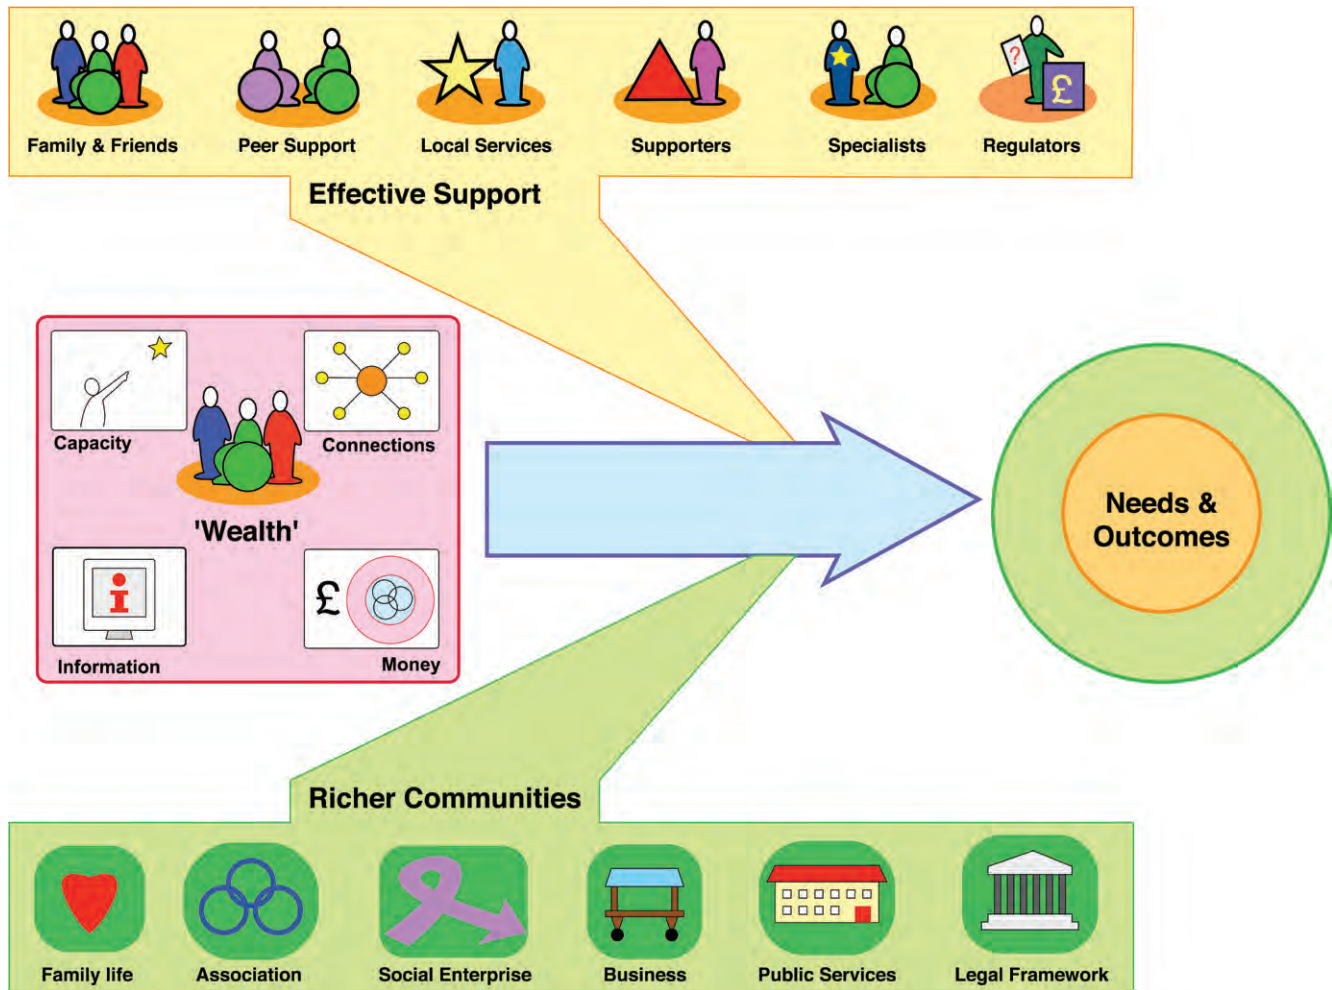 ?
£
Family & Friends
Peer Support
Local Services
Supporters
Specialists
Regulators
Effective Support
Capacity
Connections
'Wealth'
i
£
Information
Money
Needs &
Outcomes
Richer Communities
Family life
Association
Social Enterprise
Business
Public Services
Legal Framework